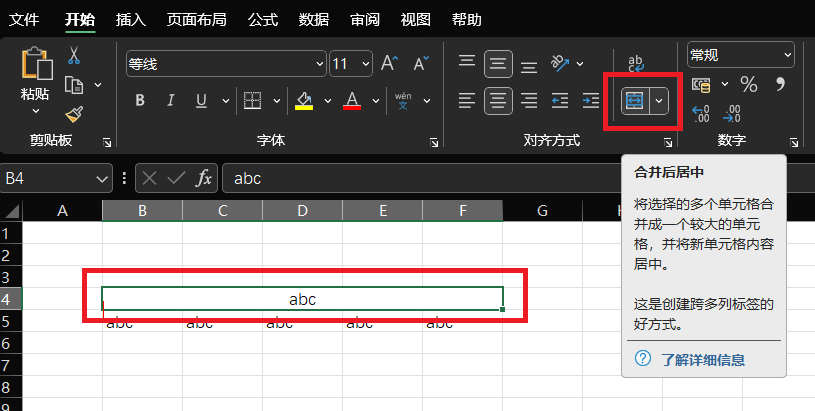 文件 开始 插入 页面布局 公式 数据 审阅 视图 帮助
等线 11 A A ab c 常规
粘贴 B I U A wén 文 % 9 .00 .00 .0
剪贴板 字体 对齐方式 数字
B4 fx abc
合并后居中
A B C D E F G
将选择的多个单元格合
并成一个较大的单元
格，并将新单元格内容
居中。
这是创建跨多列标签的
好方式。
了解详细信息
1
2
3
4 abc
5 abc abc abc abc abc
6
7
8
9